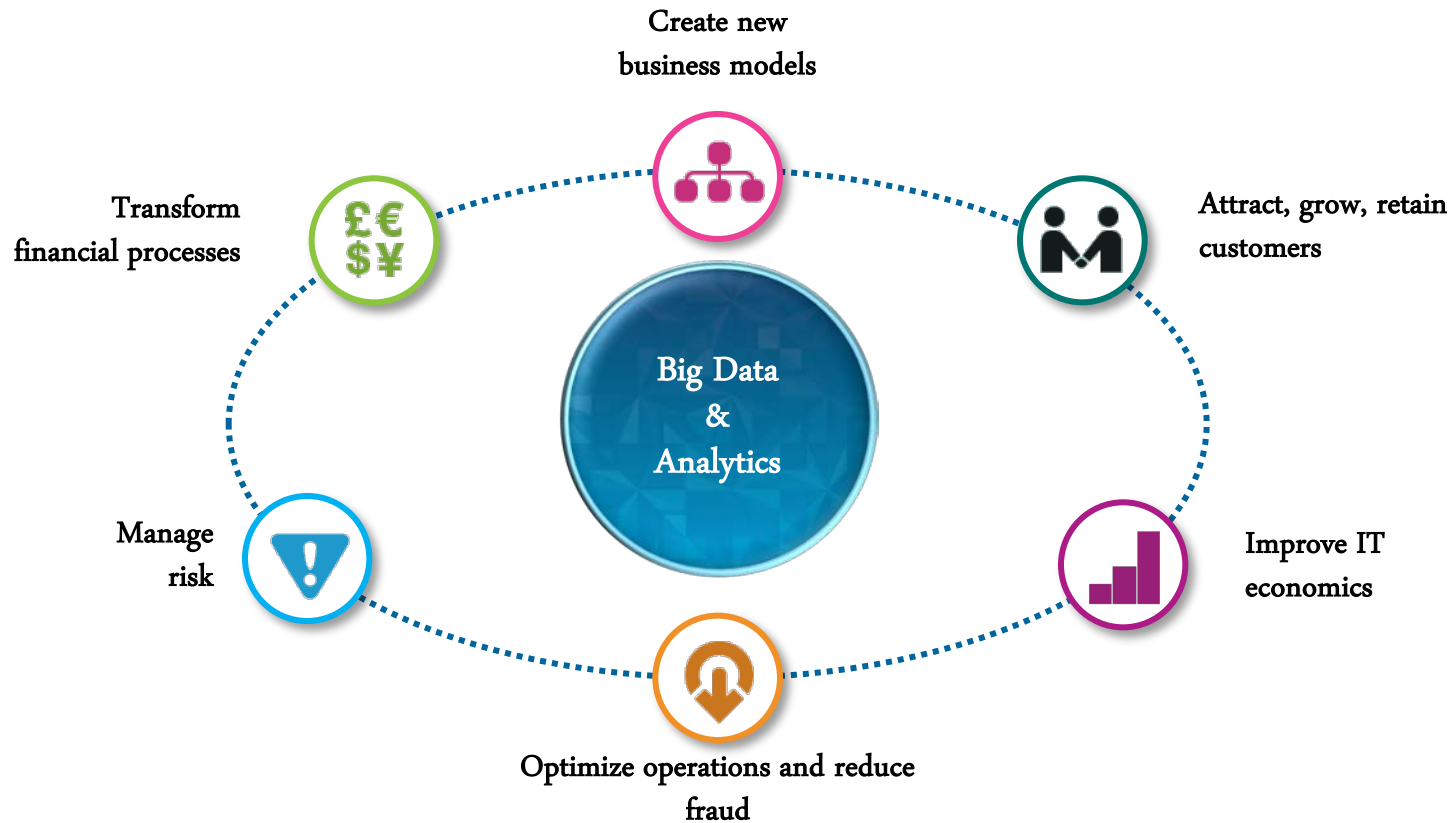 Create new
business models
Transform
financial processes
£ €
$ ¥
Attract, grow, retain
customers
Big Data
&
Analytics
Manage
risk
!
Improve IT
economics
Optimize operations and reduce
fraud